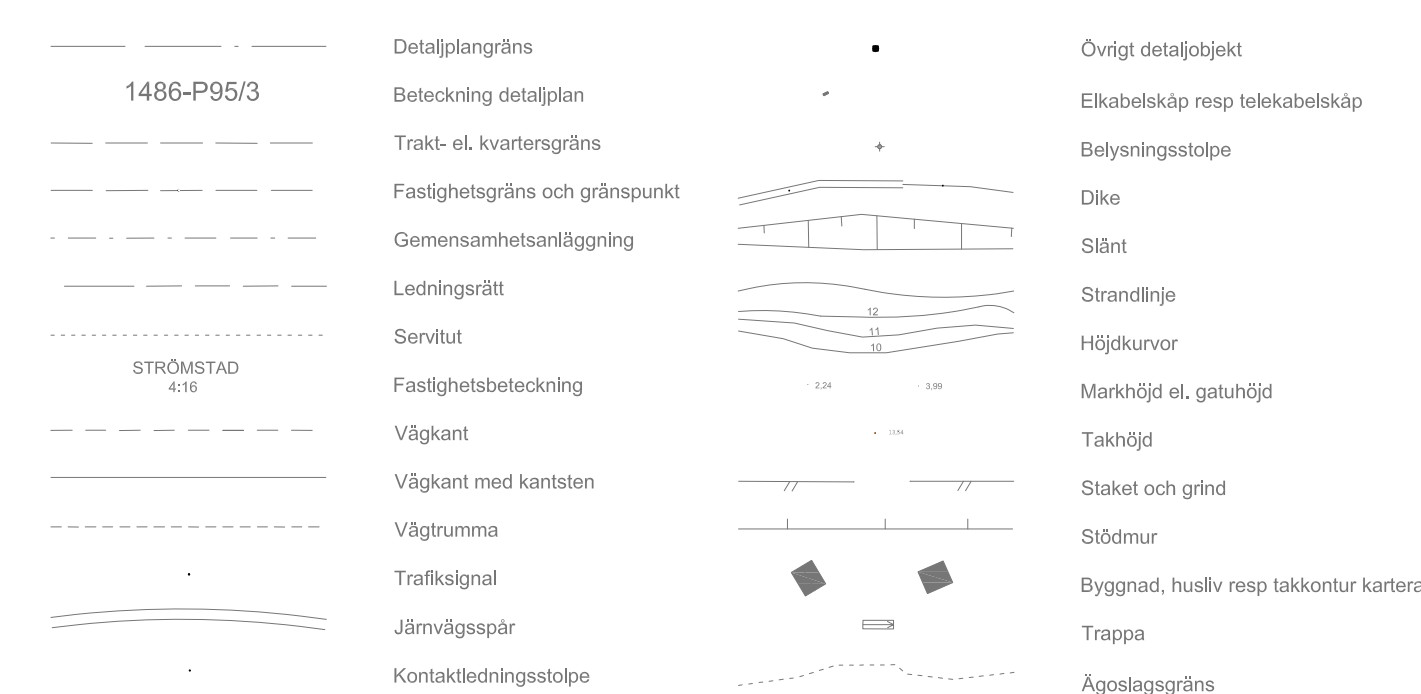 Detaljplangräns
1486-P95/3
Beteckning detaljplan
Trakt- el. kvartersgräns
Fastighetsgräns och gränspunkt
Gemensamhetsanläggning
Ledningsrätt
Servitut
STRÖMSTAD
4:16
Fastighetsbeteckning
Vägkant
Vägkant med kantsten
Vägtrumma
Trafiksignal
Järnvägsspår
Kontaktledningsstolpe
Övrigt detaljobjekt
Elkabelskåp resp telekabelskåp
Belysningsstolpe
Dike
Slänt
Strandlinje
12
11
10
Höjdkurvor
2,24 3,99
Markhöjd el. gatuhöjd
Takhöjd
Staket och grind
Stödmur
Byggnad, husliv resp takkontur kartera
Trappa
Ägoslagsgräns